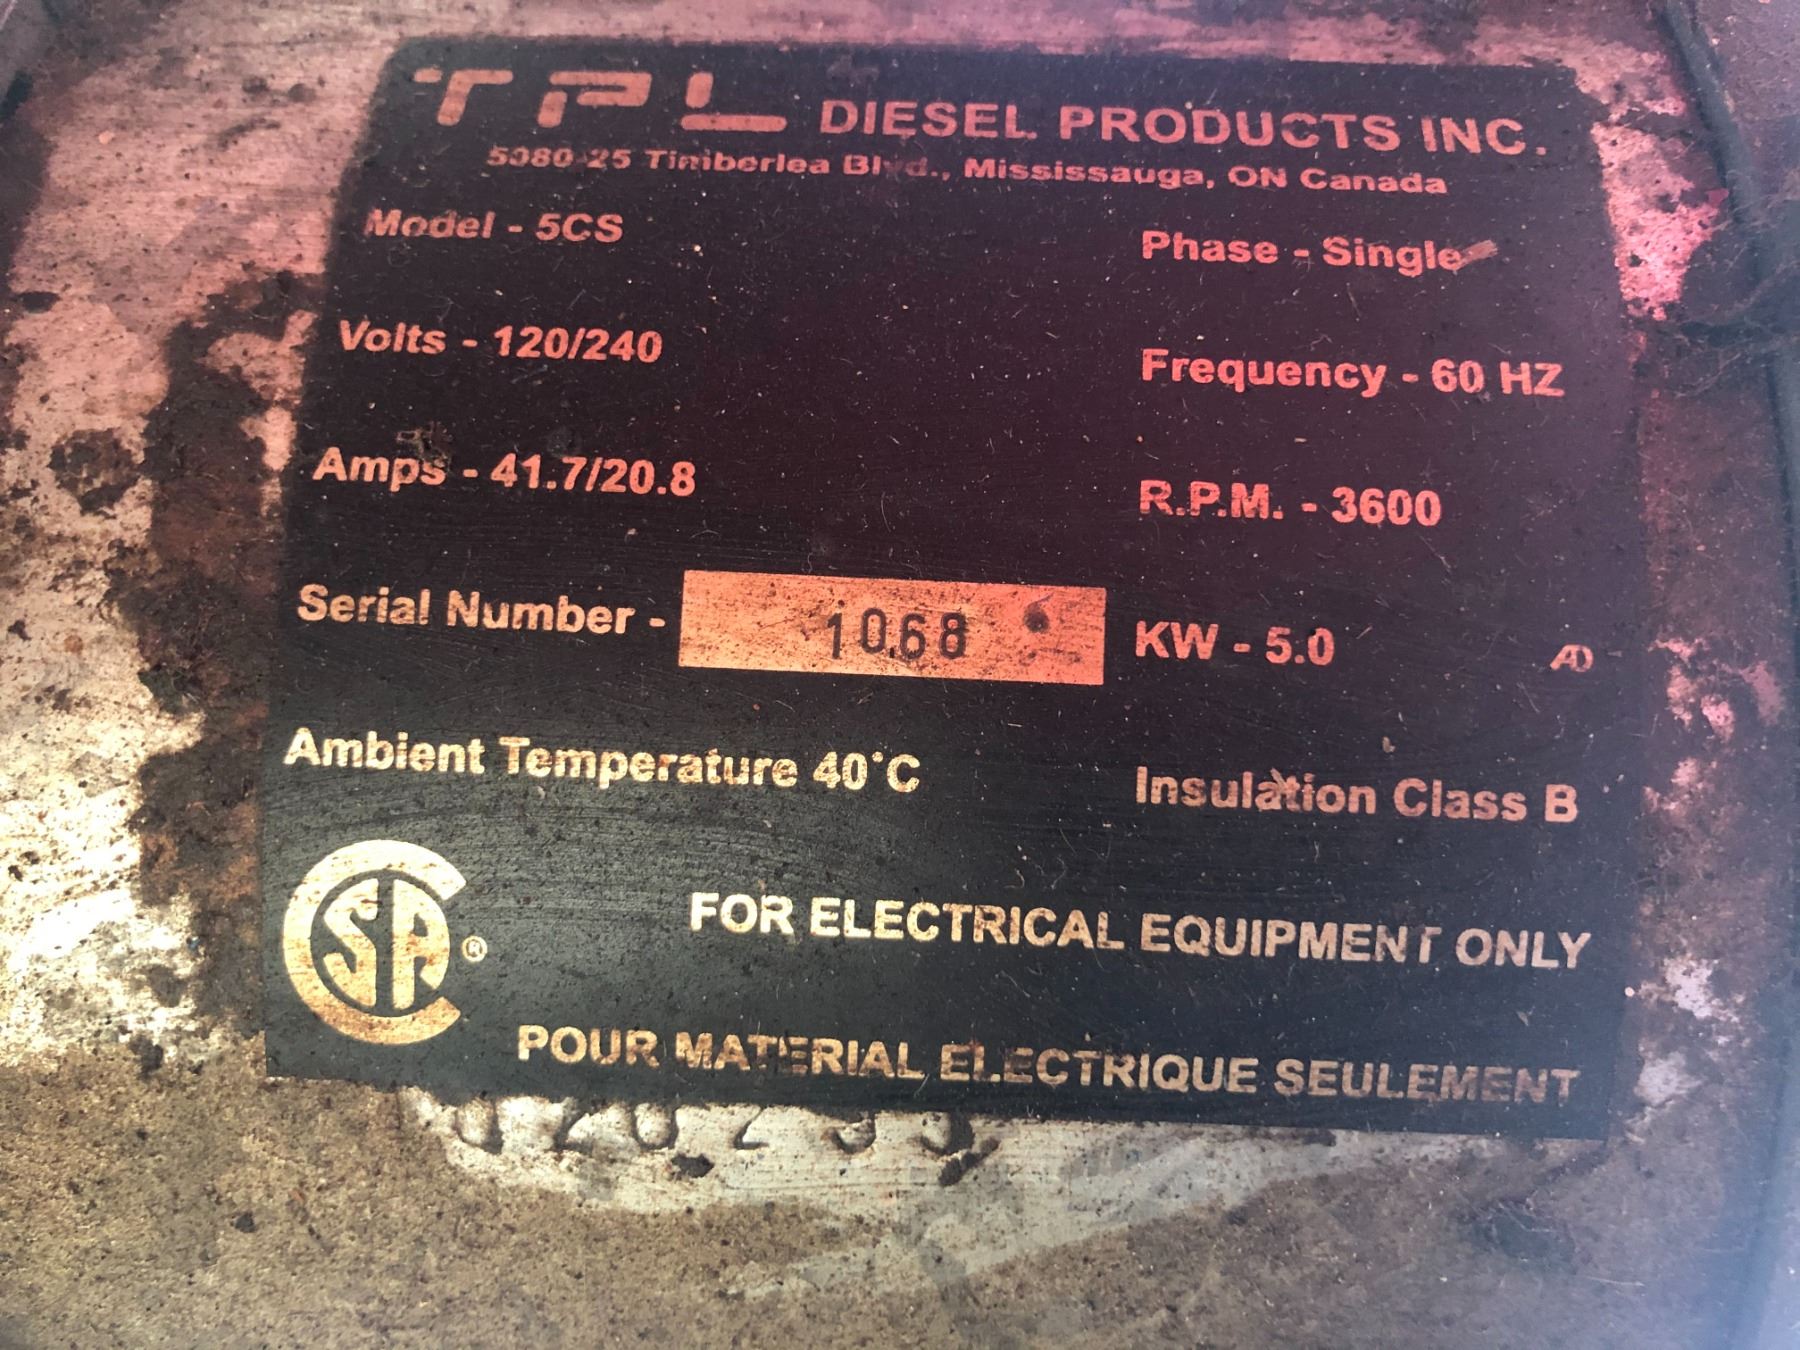 TPL DIESEL PRODUCTS INC.
5080-25 Timberlea Blvd., Mississauga, ON Canada
Model - 5CS
Phase - Single
Volts - 120/240
Frequency - 60 HZ
Amps - 41.7/20.8
R.P.M. - 3600
Serial Number - 1068
KW - 5.0
Ambient Temperature 40°C
Insulation Class B
CSA ®
FOR ELECTRICAL EQUIPMENT ONLY
POUR MATERIAL ELECTRIQUE SEULEMENT